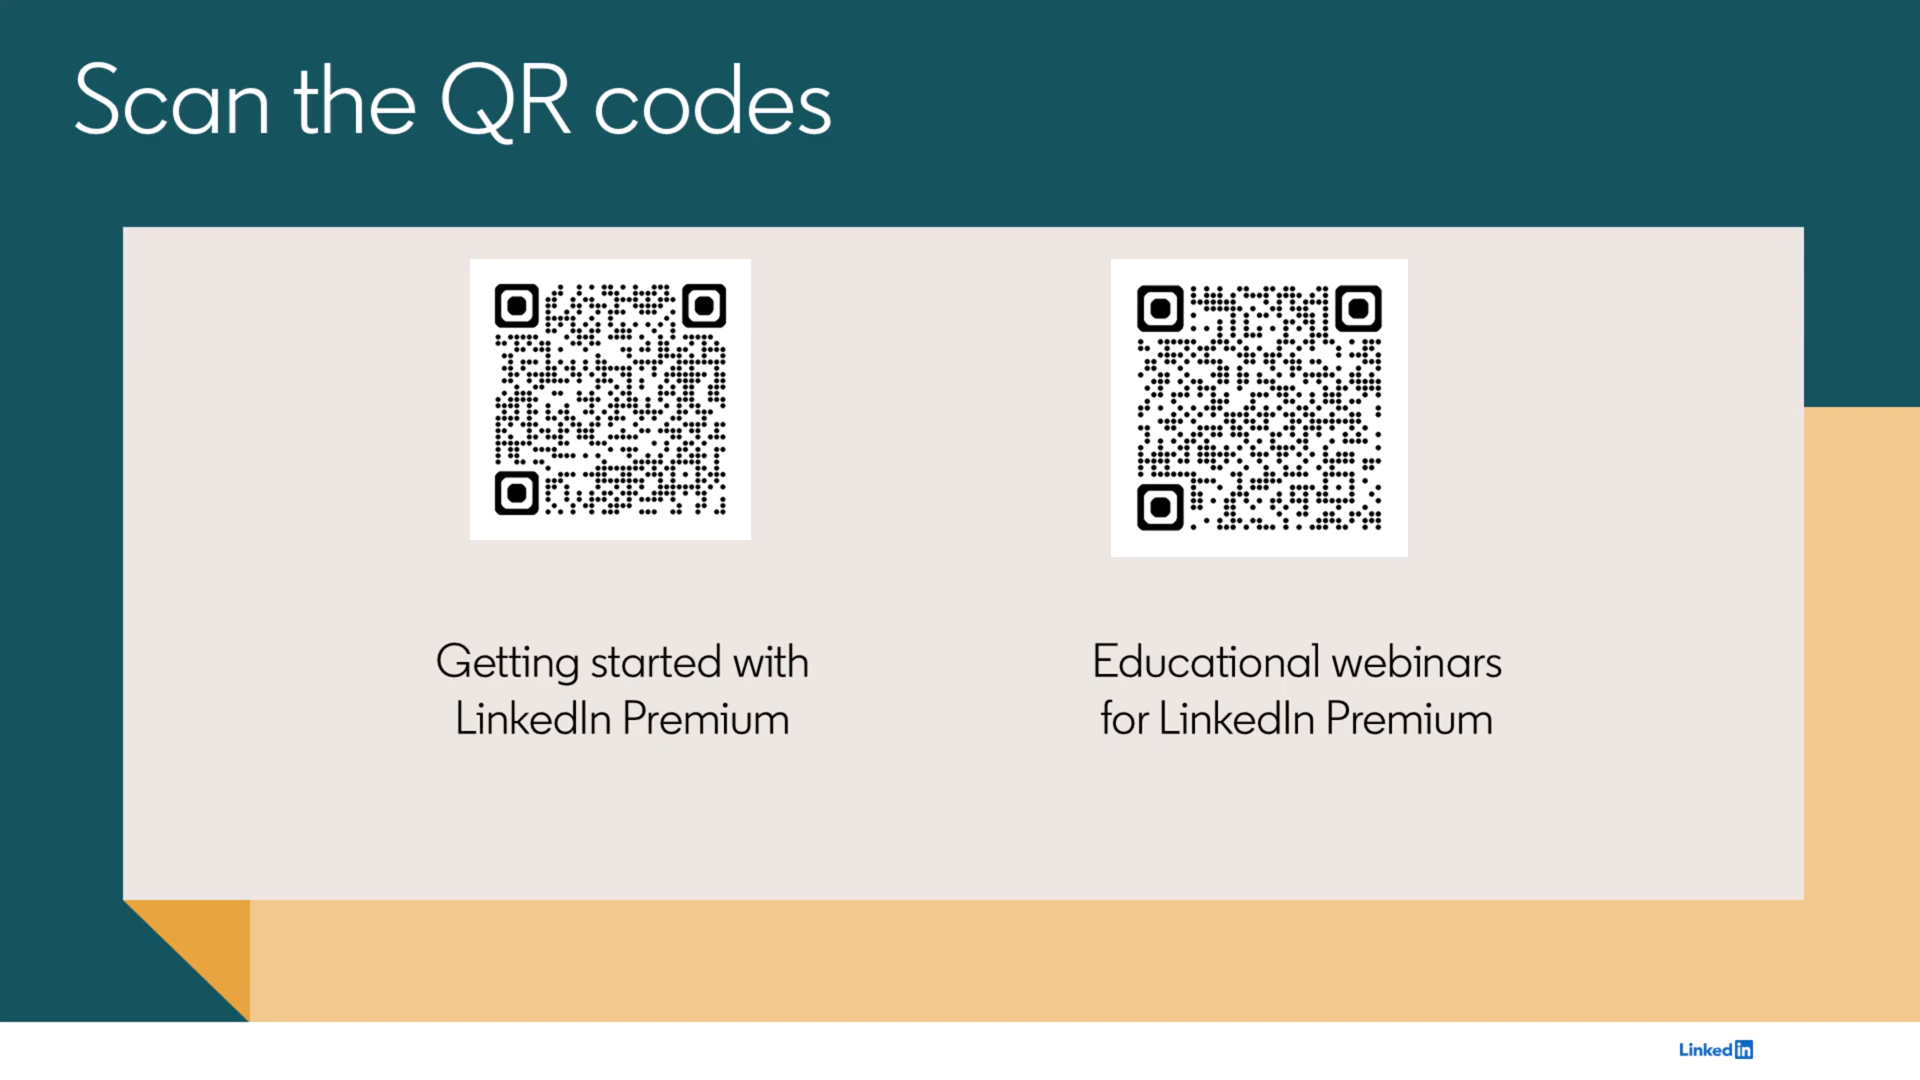 Scan the QR codes
Getting started with
LinkedIn Premium
Educational webinars
for LinkedIn Premium
Linked in